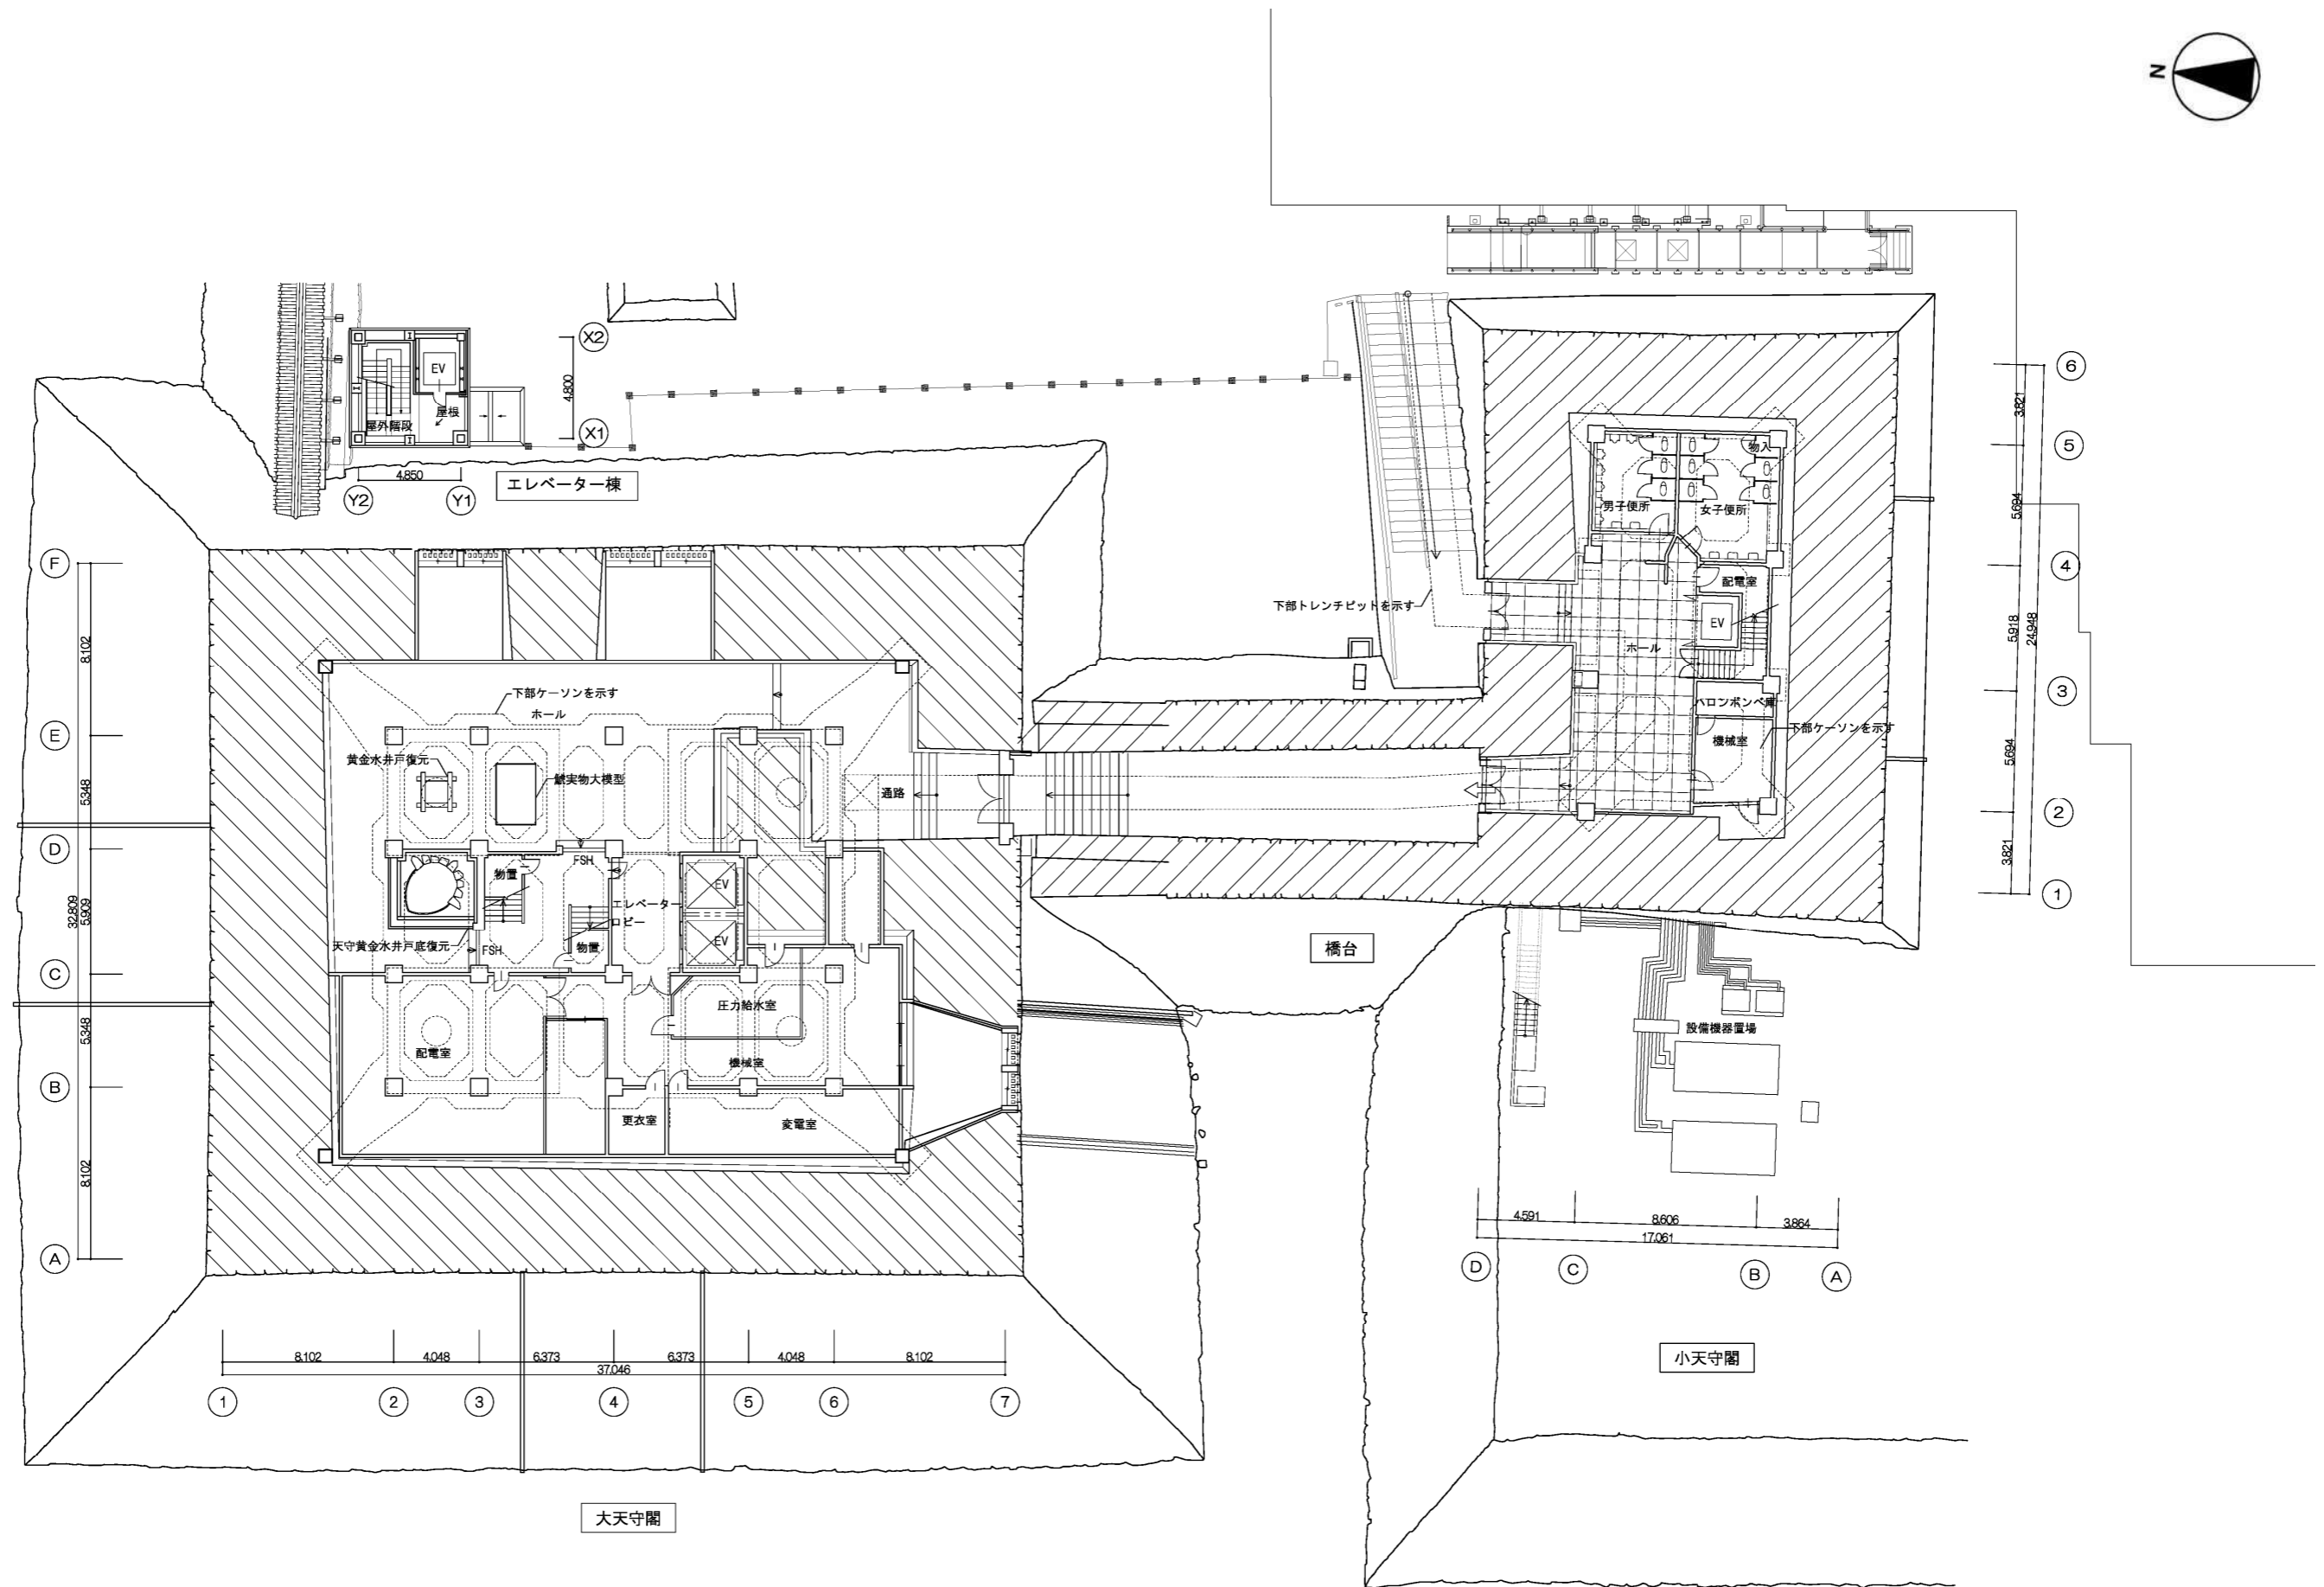 N
X2
4.800
X1
EV
屋根
屋外階段
4.850
Y2
Y1
エレベーター棟
F
E
D
C
B
A
8.102
5.348
5.909
5.348
8.102
32.809
下部ケーソンを示す
ホール
黄金水井戸復元
鯱実物大模型
通路
FSH
物置
EV
エレベーター
ロビー
天守黄金水井戸底復元
FSH
物置
EV
圧力給水室
配電室
機械室
更衣室
変電室
8.102
4.048
6.373
6.373
4.048
8.102
37.046
1
2
3
4
5
6
7
大天守閣
下部トレンチピットを示す
男子便所
女子便所
物入
配電室
EV
ホール
ハロンボンベ庫
下部ケーソンを示す
機械室
6
5
4
3
2
1
3.821
5.694
5.918
5.694
3.821
24.948
橋台
設備機器置場
4.591
8.606
3.864
17.061
D
C
B
A
小天守閣